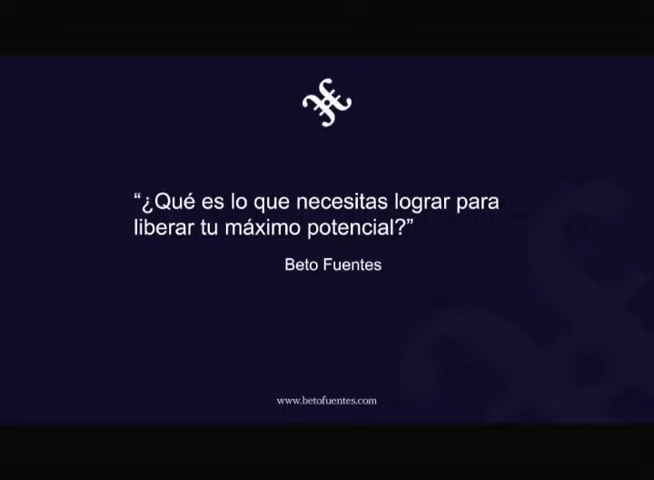 “¿Qué es lo que necesitas lograr para
liberar tu máximo potencial?”
Beto Fuentes
www.betofuentes.com